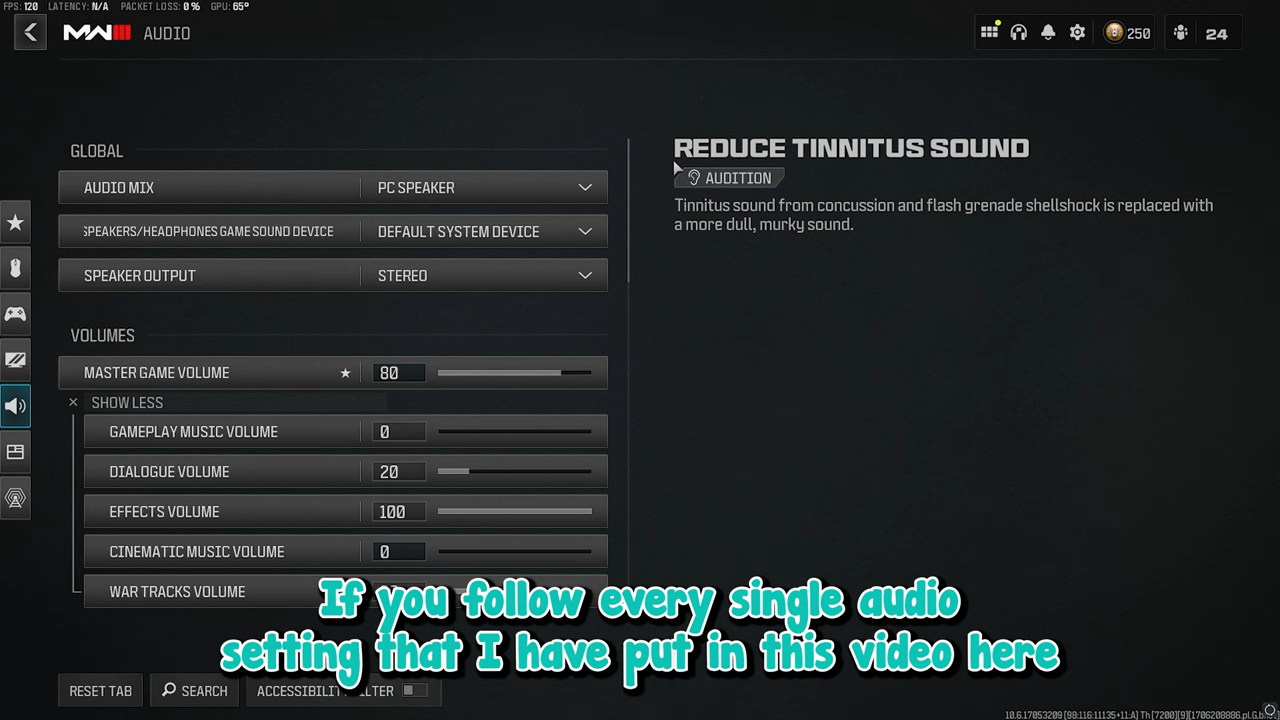 FPS: 120 LATENCY: N/A PACKET LOSS: 0 % GPU: 65°
MWIII AUDIO
250
24
GLOBAL
AUDIO MIX
PC SPEAKER
SPEAKERS/HEADPHONES GAME SOUND DEVICE
DEFAULT SYSTEM DEVICE
SPEAKER OUTPUT
STEREO
VOLUMES
MASTER GAME VOLUME
80
SHOW LESS
GAMEPLAY MUSIC VOLUME
0
DIALOGUE VOLUME
20
EFFECTS VOLUME
100
CINEMATIC MUSIC VOLUME
0
WAR TRACKS VOLUME
REDUCE TINNITUS SOUND
AUDITION
Tinnitus sound from concussion and flash grenade shellshock is replaced with
a more dull, murky sound.
If you follow every single audio
setting that I have put in this video here
RESET TAB
SEARCH